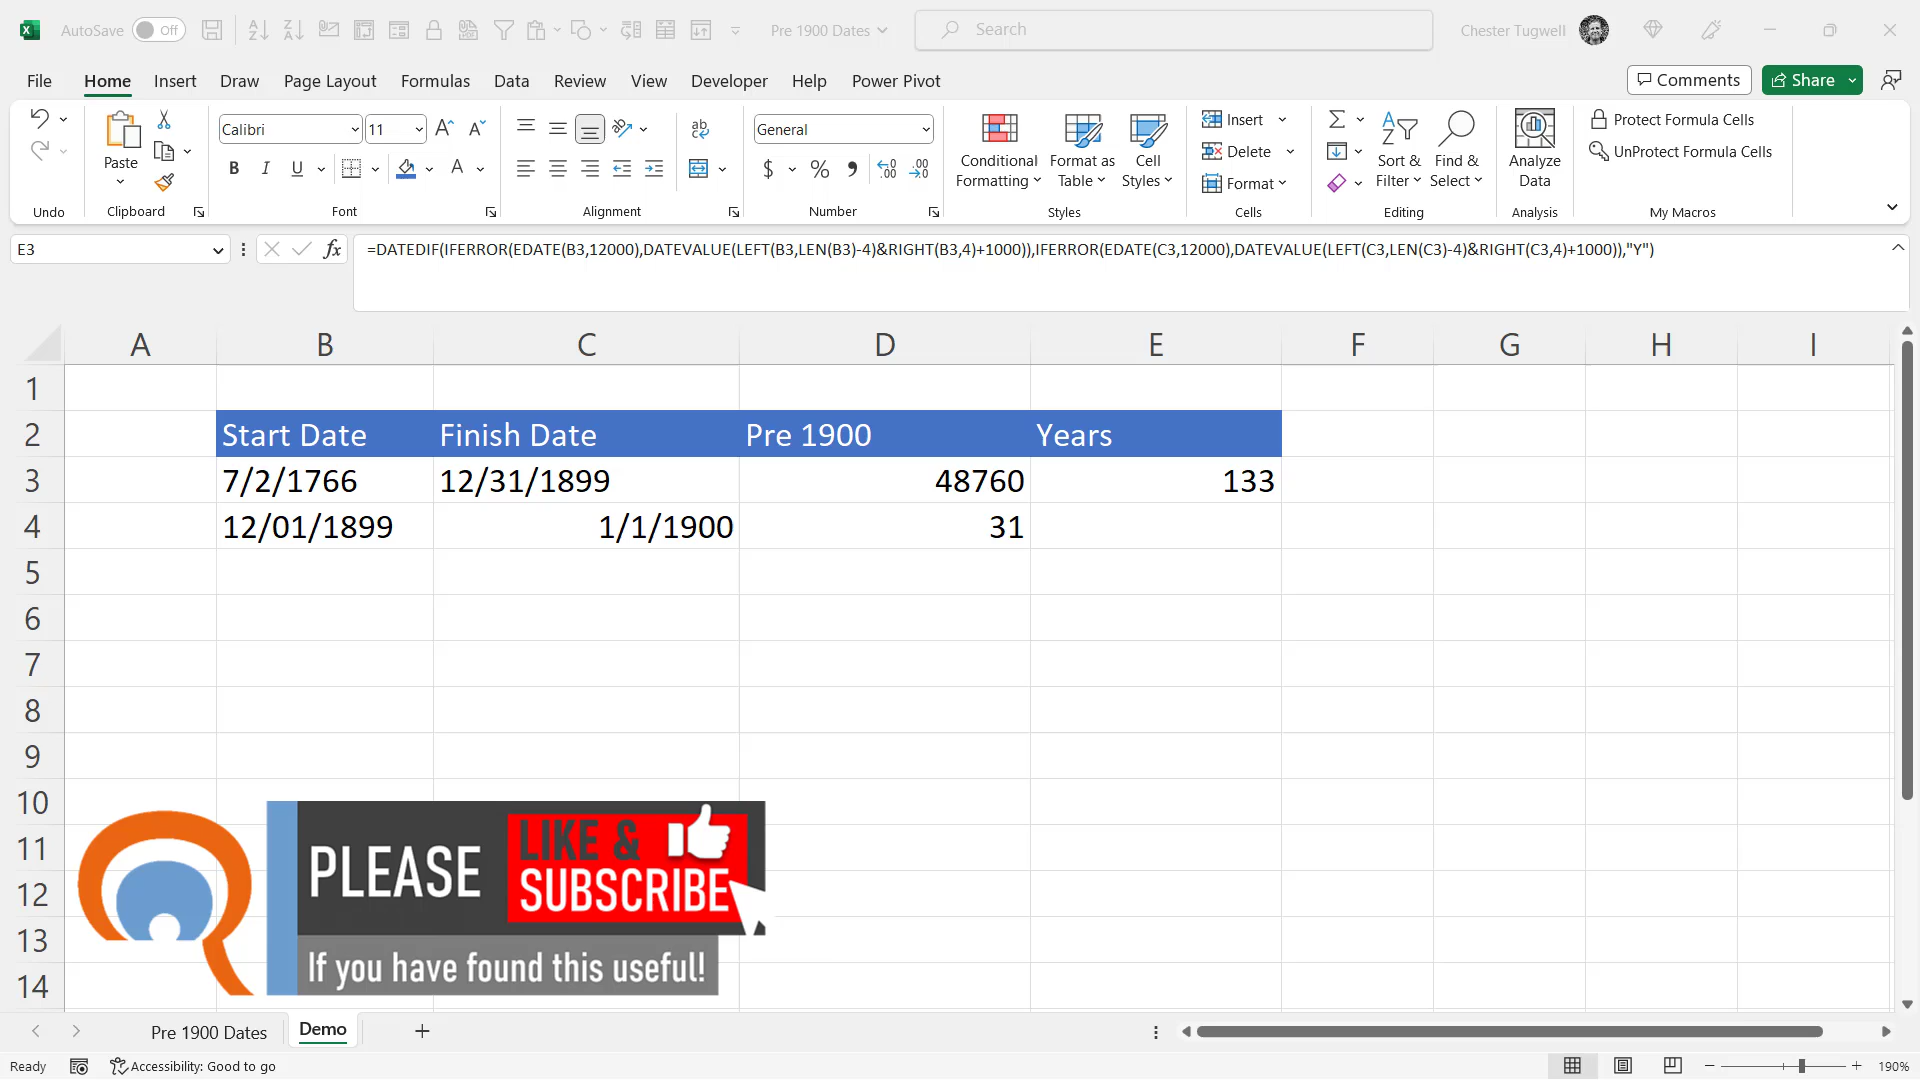 AutoSave Off Pre 1900 Dates Search Chester Tugwell
File Home Insert Draw Page Layout Formulas Data Review View Developer Help Power Pivot Comments Share
Calibri 11 General Insert Protect Formula Cells
Paste B I U A $ % Conditional Formatting Format as Table Cell Styles Delete Sort & Filter Find & Select Analyze Data UnProtect Formula Cells
Format
Undo Clipboard Font Alignment Number Styles Cells Editing Analysis My Macros
E3 fx =DATEDIF(IFERROR(EDATE(B3,12000),DATEVALUE(LEFT(B3,LEN(B3)-4)&RIGHT(B3,4)+1000)),IFERROR(EDATE(C3,12000),DATEVALUE(LEFT(C3,LEN(C3)-4)&RIGHT(C3,4)+1000)),"Y")
A B C D E F G H I
1
2 Start Date Finish Date Pre 1900 Years
3 7/2/1766 12/31/1899 48760 133
4 12/01/1899 1/1/1900 31
5
6
7
8
9
10
11
12
13
14
PLEASE LIKE & SUBSCRIBE
If you have found this useful!
Pre 1900 Dates Demo
Ready Accessibility: Good to go 190%